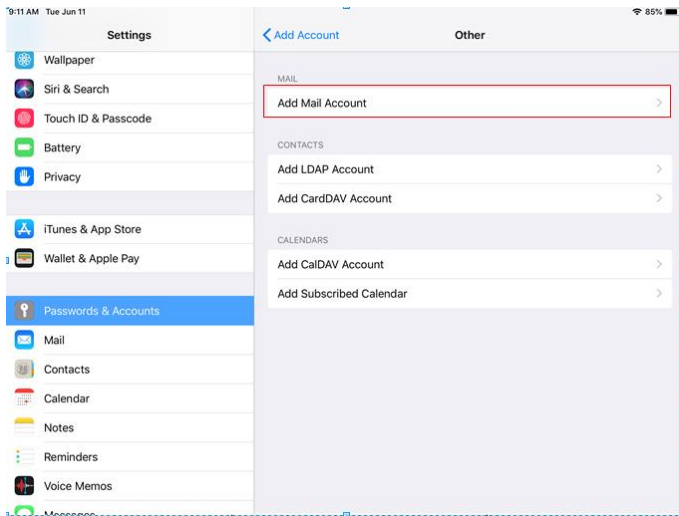 9:11 AM Tue Jun 11
85%
Settings
Wallpaper
Siri & Search
Touch ID & Passcode
Battery
Privacy
iTunes & App Store
Wallet & Apple Pay
Passwords & Accounts
Mail
Contacts
Calendar
Notes
Reminders
Voice Memos
Messages
Add Account
Other
MAIL
Add Mail Account
CONTACTS
Add LDAP Account
Add CardDAV Account
CALENDARS
Add CalDAV Account
Add Subscribed Calendar